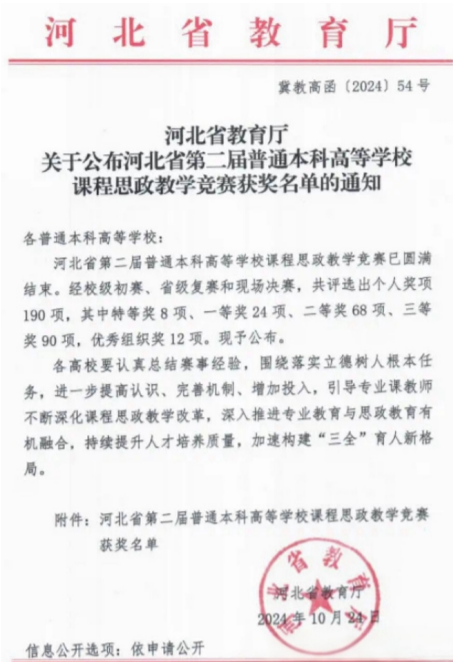 河北省教育厅
冀教高函〔2024〕54号
河北省教育厅
关于公布河北省第二届普通本科高等学校
课程思政教学竞赛获奖名单的通知
各普通本科高等学校：
河北省第二届普通本科高等学校课程思政教学竞赛已圆满
结束。经校级初赛、省级复赛和现场决赛，共评选出个人奖项
190项，其中特等奖8项、一等奖24项、二等奖68项、三等
奖90项，优秀组织奖12项。现予公布。
各高校要认真总结赛事经验，围绕落实立德树人根本任
务，进一步提高认识、完善机制、增加投入，引导专业课教师
不断深化课程思政教学改革，深入推进专业教育与思政教育有
机融合，持续提升人才培养质量，加速构建“三全”育人新格
局。
附件：河北省第二届普通本科高等学校课程思政教学竞赛
获奖名单
河北省教育厅
河北省教育厅
2024年10月24日
信息公开选项：依申请公开